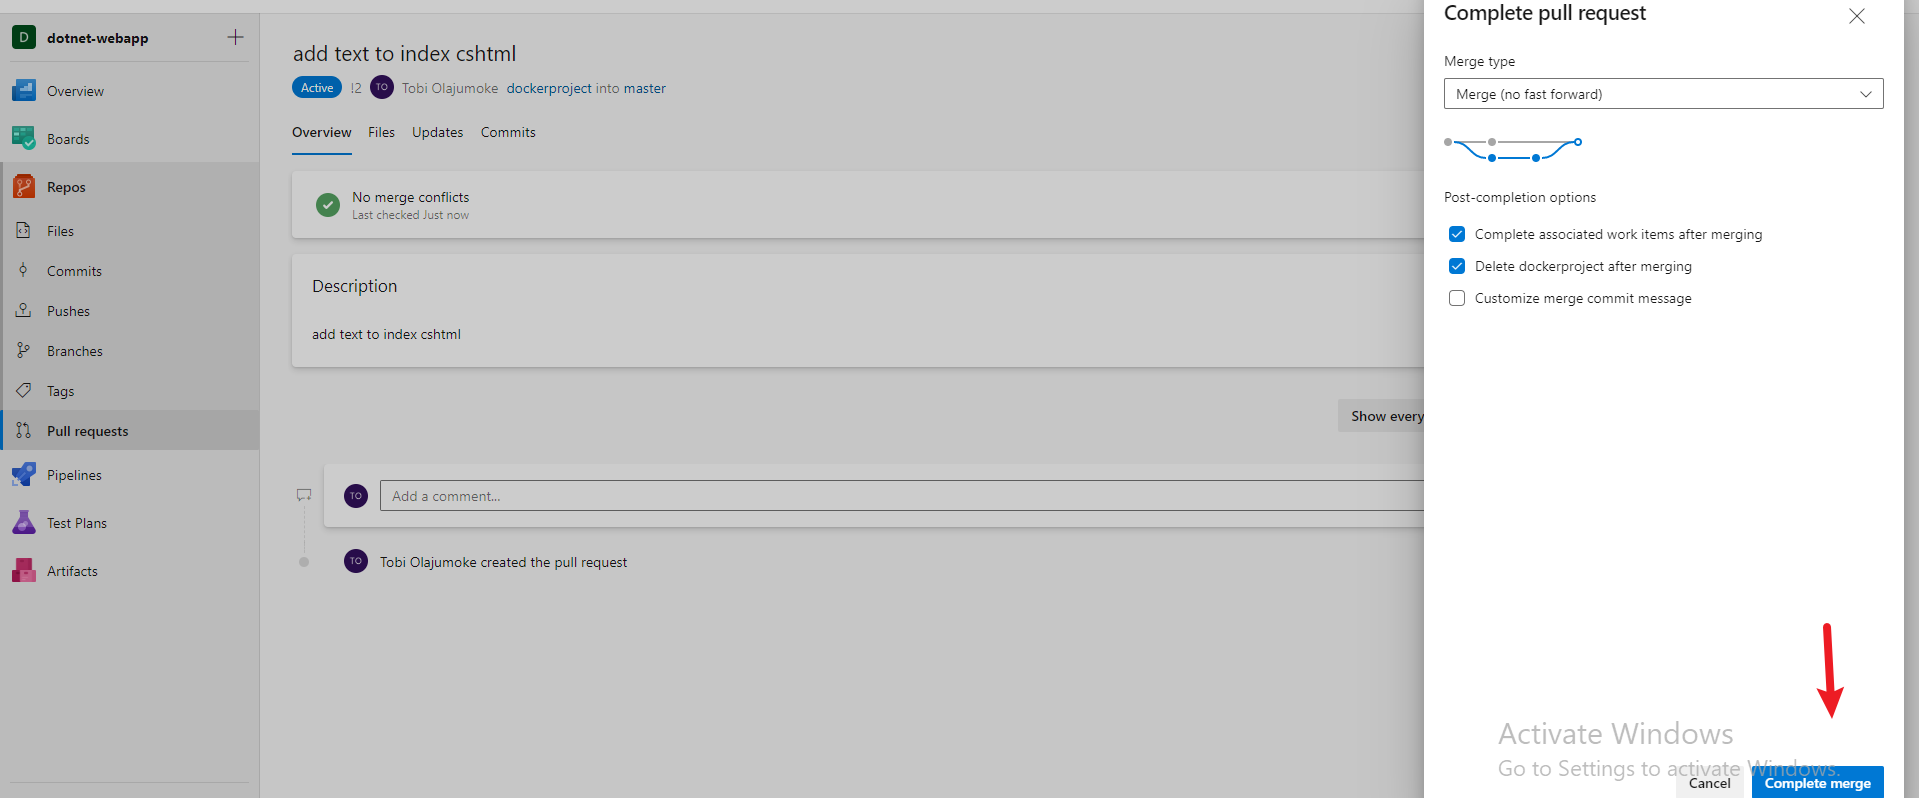 D dotnet-webapp
Overview
Boards
Repos
Files
Commits
Pushes
Branches
Tags
Pull requests
Pipelines
Test Plans
Artifacts
add text to index cshtml
Active !2 TO Tobi Olajumoke dockerproject into master
Overview Files Updates Commits
No merge conflicts
Last checked Just now
Description
add text to index cshtml
Show every
TO Add a comment...
TO Tobi Olajumoke created the pull request
Complete pull request
Merge type
Merge (no fast forward)
Post-completion options
Complete associated work items after merging
Delete dockerproject after merging
Customize merge commit message
Activate Windows
Go to Settings to activate Windows.
Cancel Complete merge